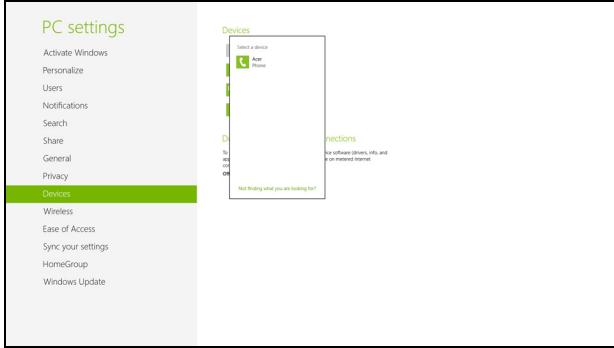 PC settings
Activate Windows
Personalize
Users
Notifications
Search
Share
General
Privacy
Devices
Wireless
Ease of Access
Sync your settings
HomeGroup
Windows Update
Devices
Select a device
Acer
Phone
Not finding what you are looking for?
nections
To
software (drivers, info, and
on metered internet